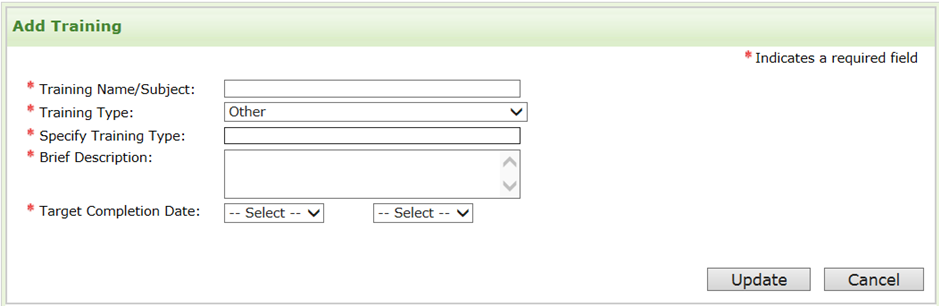 Add Training
* Indicates a required field
* Training Name/Subject:
* Training Type: Other
* Specify Training Type:
* Brief Description:
* Target Completion Date: -- Select -- -- Select --
Update Cancel